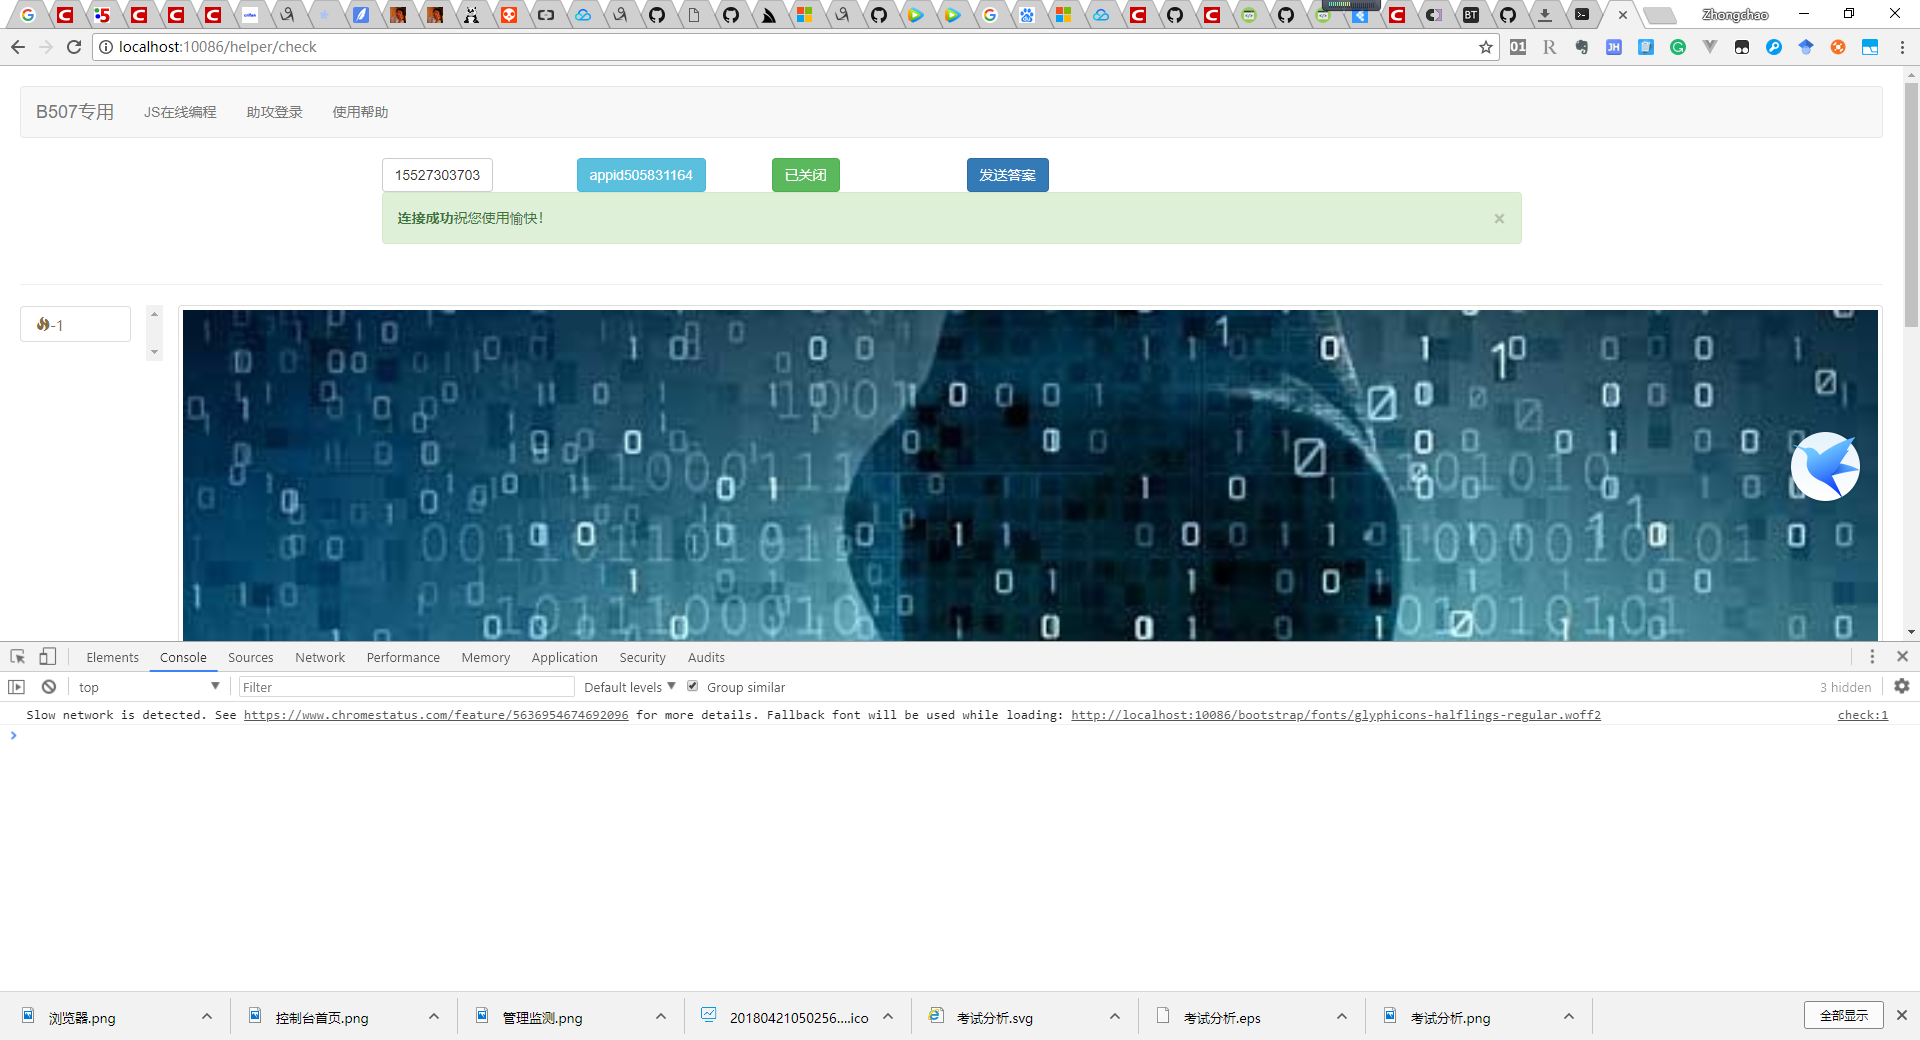 Zhongchao
localhost:10086/helper/check
B507专用 JS在线编程 助攻登录 使用帮助
15527303703 appid505831164 已关闭 发送答案
连接成功祝您使用愉快！ ×
-1
Elements Console Sources Network Performance Memory Application Security Audits
top Filter Default levels Group similar 3 hidden
Slow network is detected. See https://www.chromestatus.com/feature/5636954674692096 for more details. Fallback font will be used while loading: http://localhost:10086/bootstrap/fonts/glyphicons-halflings-regular.woff2 check:1
浏览器.png 控制台首页.png 管理监测.png 20180421050256....ico 考试分析.svg 考试分析.eps 考试分析.png 全部显示